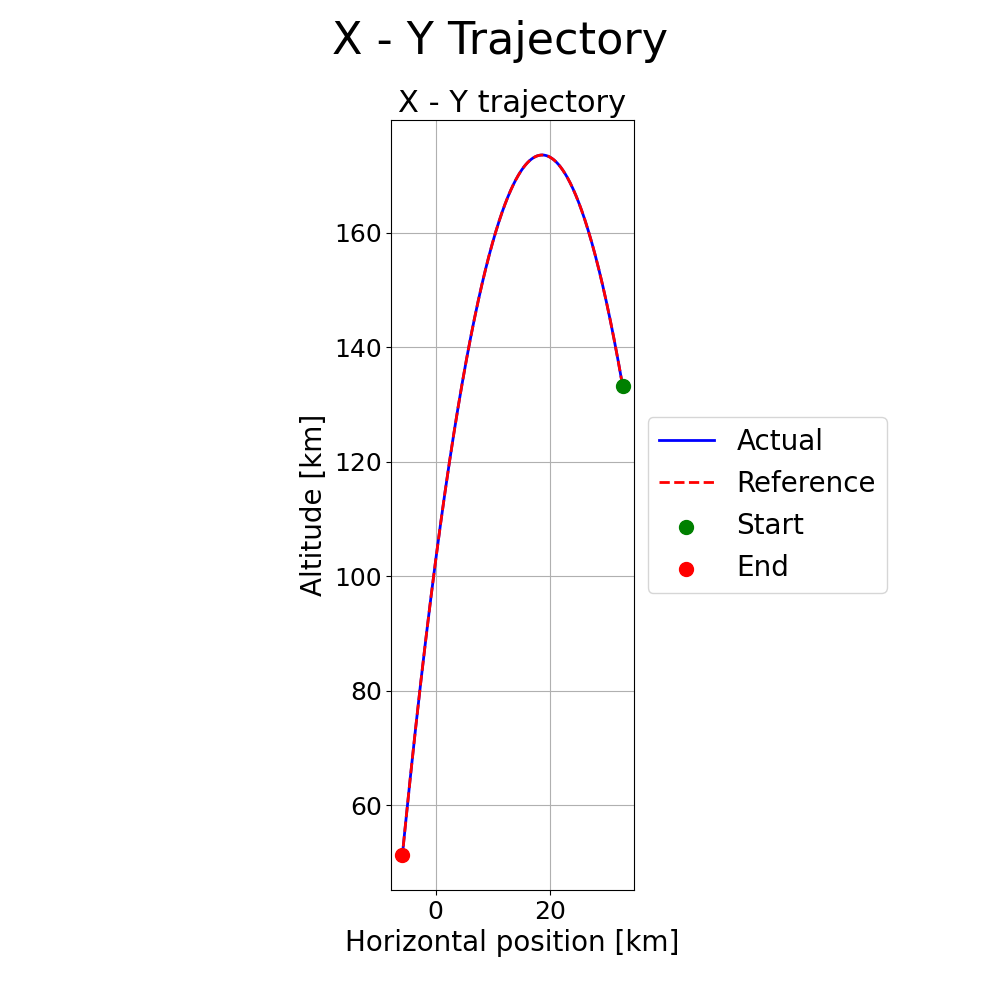 X - Y Trajectory
X - Y trajectory
160
140
120
100
80
60
0 20
Altitude [km]
Horizontal position [km]
Actual
Reference
Start
End